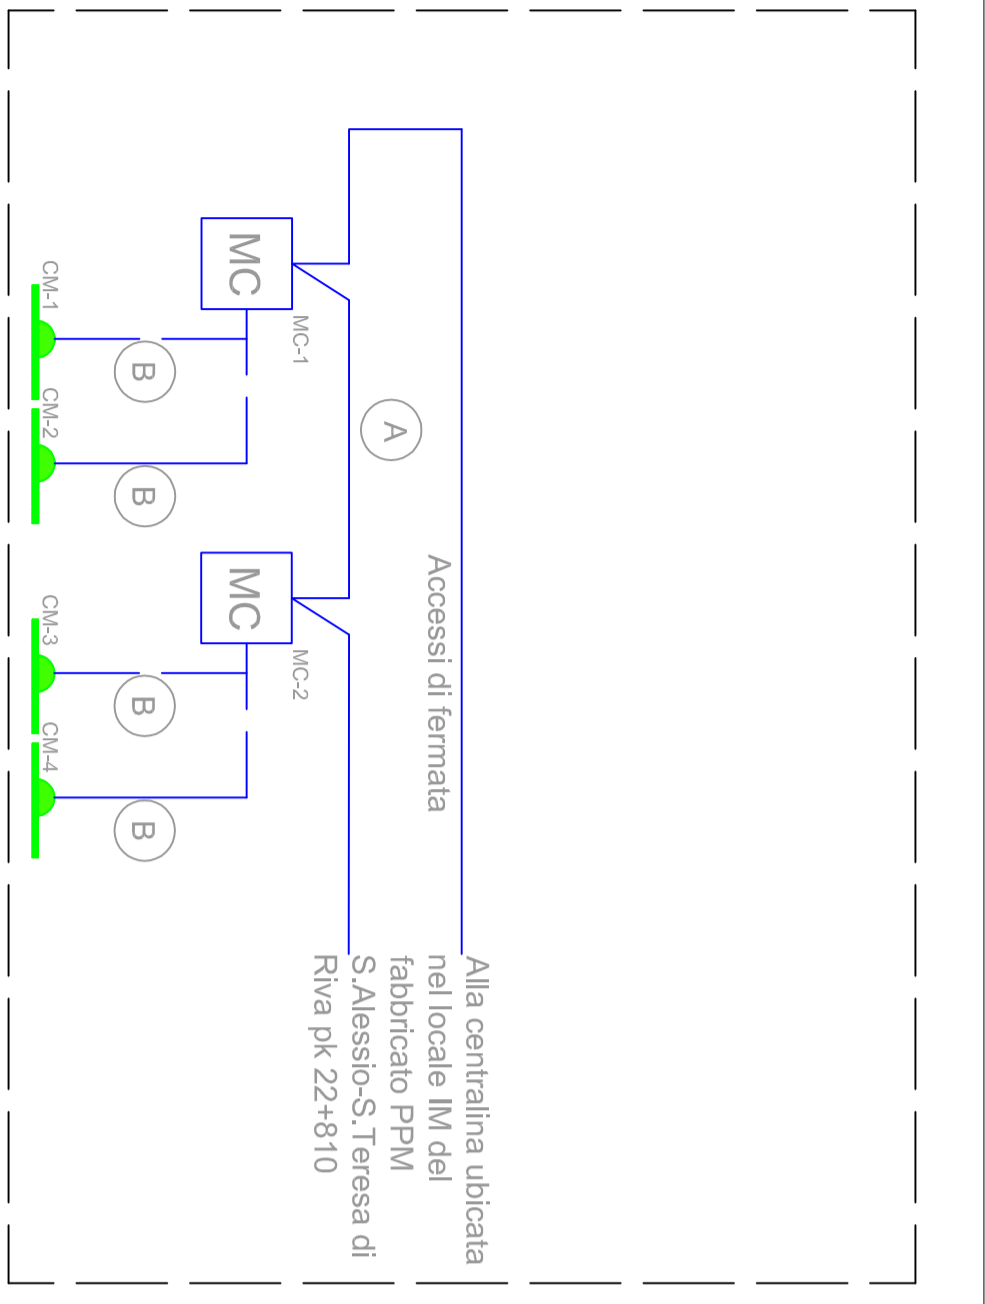 Alla centralina ubicata
nel locale IM del
fabbricato PPM
S.Alessio-S.Teresa di
Riva pk 22+810
Accessi di fermata
A
MC-1
MC-2
MC
MC
B
B
B
B
CM-1
CM-2
CM-3
CM-4